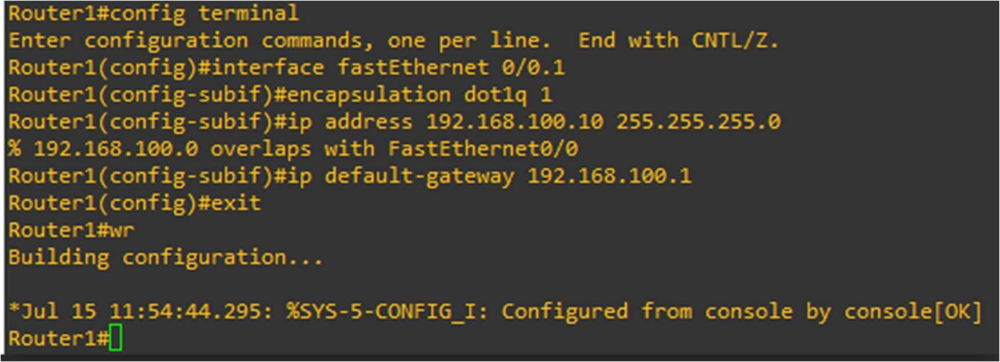 Router1#config terminal
Enter configuration commands, one per line.  End with CNTL/Z.
Router1(config)#interface fastEthernet 0/0.1
Router1(config-subif)#encapsulation dot1q 1
Router1(config-subif)#ip address 192.168.100.10 255.255.255.0
% 192.168.100.0 overlaps with FastEthernet0/0
Router1(config-subif)#ip default-gateway 192.168.100.1
Router1(config)#exit
Router1#wr
Building configuration...
*Jul 15 11:54:44.295: %SYS-5-CONFIG_I: Configured from console by console[OK]
Router1#